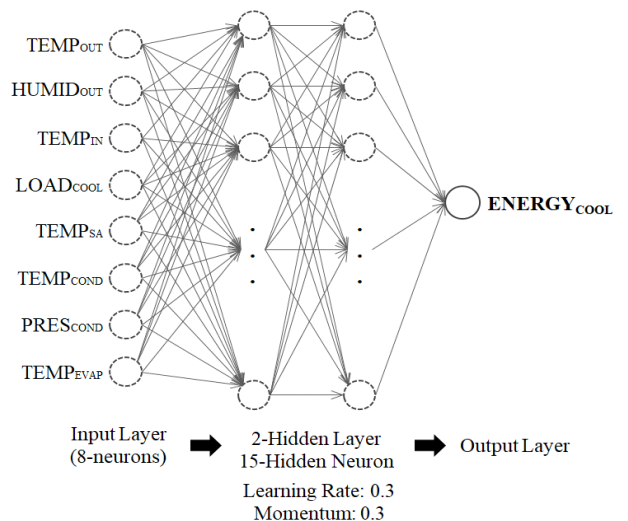 TEMPOUT
HUMIDOUT
TEMPIN
LOADCOOL
TEMPSA
TEMPCOND
PRESCOND
TEMPEVAP
ENERGYCOOL
Input Layer
(8-neurons)
2-Hidden Layer
15-Hidden Neuron
Learning Rate: 0.3
Momentum: 0.3
Output Layer